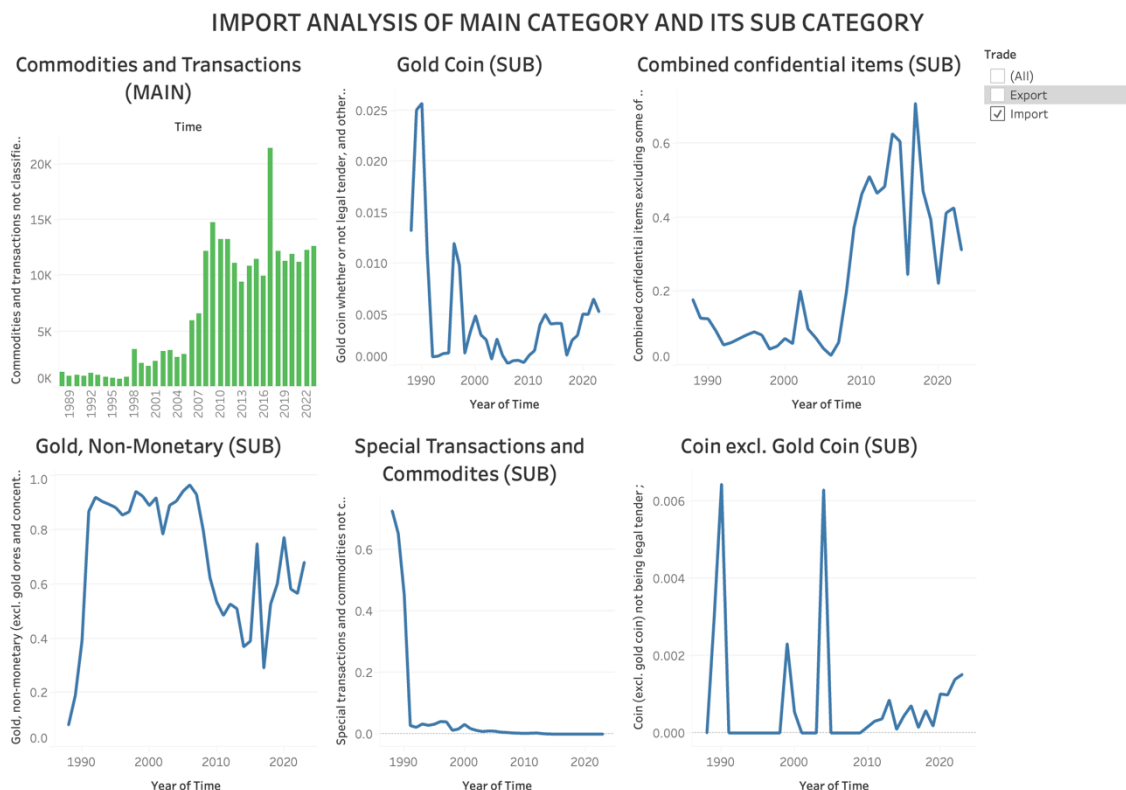 IMPORT ANALYSIS OF MAIN CATEGORY AND ITS SUB CATEGORY
Commodities and Transactions
(MAIN)
Time
Commodities and transactions not classifie..
20K
15K
10K
5K
0K
1989
1992
1995
1998
2001
2004
2007
2010
2013
2016
2019
2022
Gold Coin (SUB)
Gold coin whether or not legal tender, and other..
0.025
0.020
0.015
0.010
0.005
0.000
1990
2000
2010
2020
Year of Time
Combined confidential items (SUB)
Combined confidential items excluding some of ..
0.6
0.4
0.2
0.0
1990
2000
2010
2020
Year of Time
Trade
(All)
Export
Import
Gold, Non-Monetary (SUB)
Gold, non-monetary (excl. gold ores and concent..
1.0
0.8
0.6
0.4
0.2
0.0
1990
2000
2010
2020
Year of Time
Special Transactions and
Commodites (SUB)
Special transactions and commodities not c..
0.6
0.4
0.2
0.0
1990
2000
2010
2020
Year of Time
Coin excl. Gold Coin (SUB)
Coin (excl. gold coin) not being legal tender ;
0.006
0.004
0.002
0.000
1990
2000
2010
2020
Year of Time